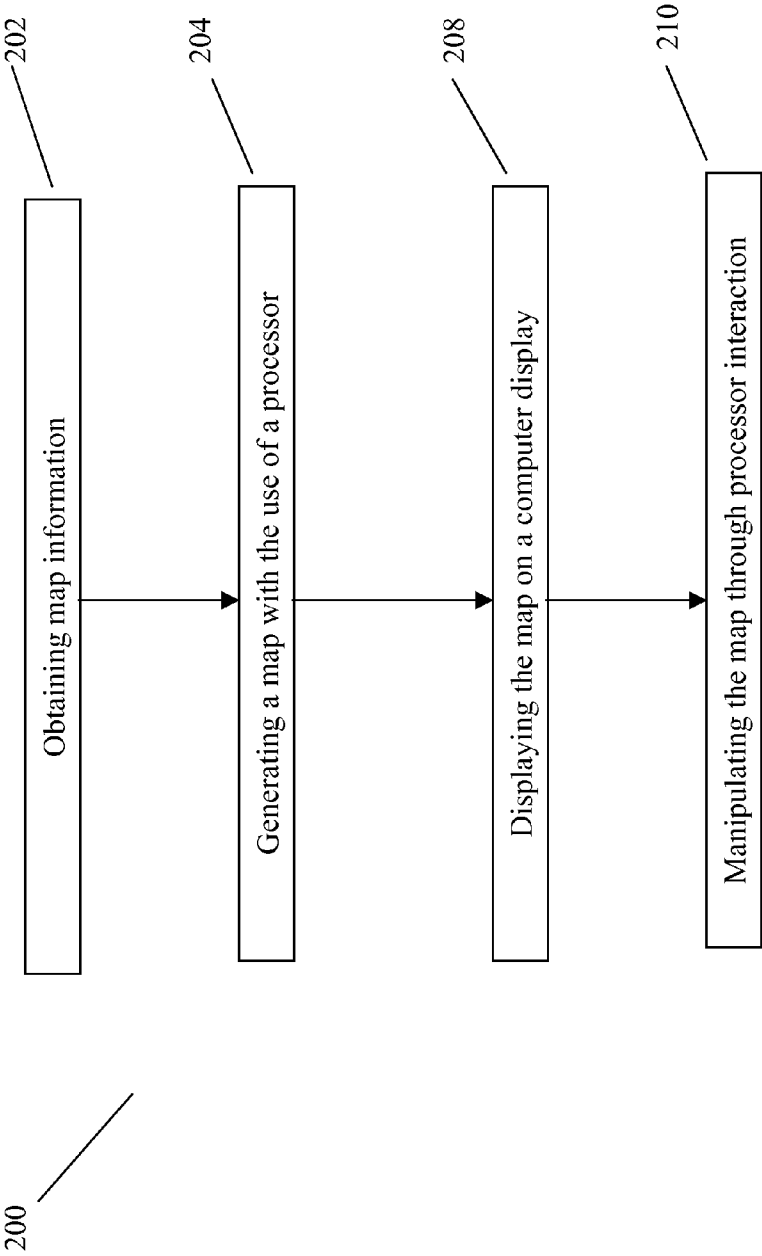 200
202
Obtaining map information
204
Generating a map with the use of a processor
208
Displaying the map on a computer display
210
Manipulating the map through processor interaction